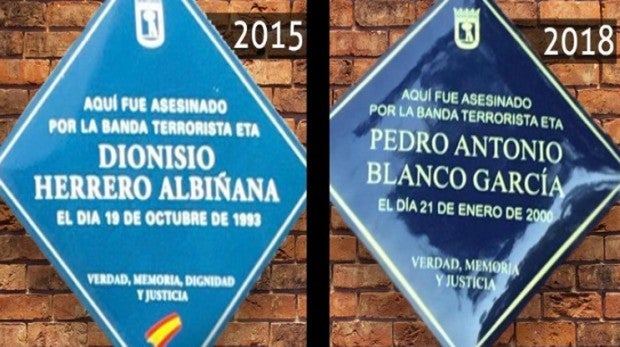 2015
AQUÍ FUE ASESINADO
POR LA BANDA TERRORISTA ETA
DIONISIO
HERRERO ALBIÑANA
EL DIA 19 DE OCTUBRE DE 1993
VERDAD, MEMORIA, DIGNIDAD
Y JUSTICIA
2018
AQUÍ FUE ASESINADO
POR LA BANDA TERRORISTA ETA
PEDRO ANTONIO
BLANCO GARCÍA
EL DÍA 21 DE ENERO DE 2000
VERDAD, MEMORIA
Y JUSTICIA